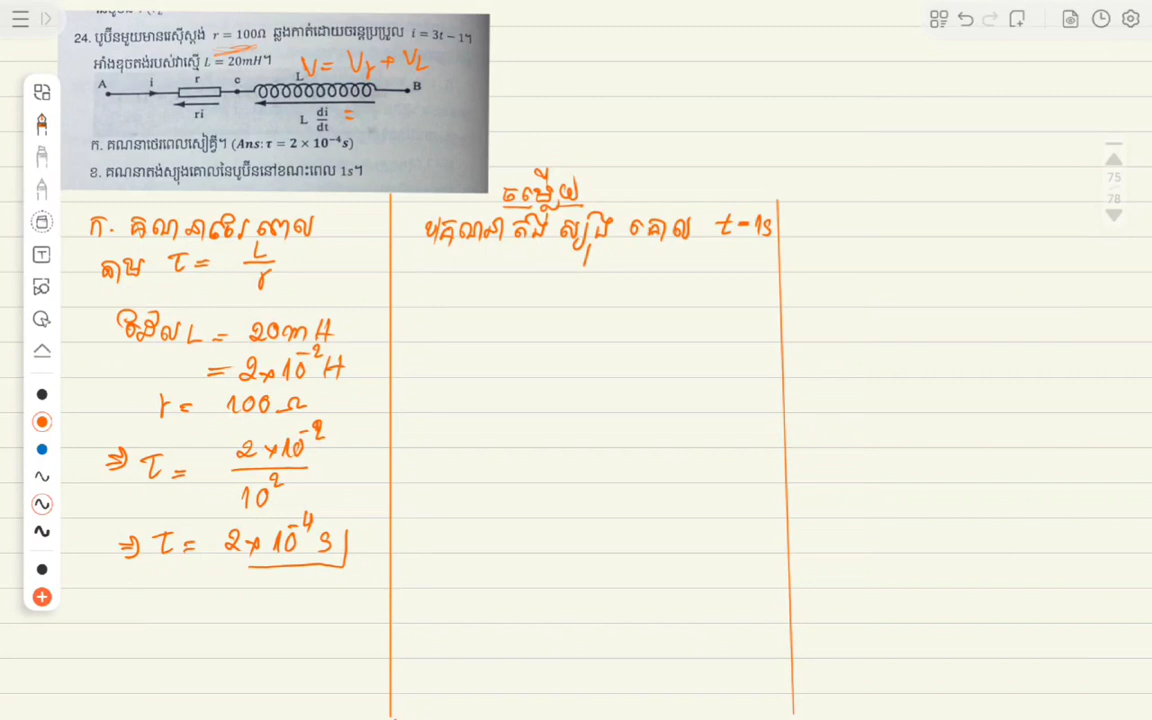 24. បូប៊ីនមួយមានរេស៊ីស្តង់ r = 100Ω ឆ្លងកាត់ដោយចរន្តប្រែប្រួល i = 3t − 1។
អាំងឌុចតង់របស់វាស្មើ L = 20mH។
V = Vr + VL
A i r c L B
ri L di/dt =
ក. គណនាថេរពេលនៃសៀគ្វី។ (Ans: τ = 2 × 10⁻⁴s)
ខ. គណនាតង់ស្យុងគោលនៃបូប៊ីននៅខណៈពេល 1s។
ចម្លើយ
ក. គណនាថេរពេល
តាម τ = L/r
ដែល L = 20mH
= 2×10⁻²H
r = 100Ω
⇒ τ = 2×10⁻²/10²
⇒ τ = 2×10⁻⁴ s
ខ គណនាតង់ស្យុងគោល t = 1s
75
78